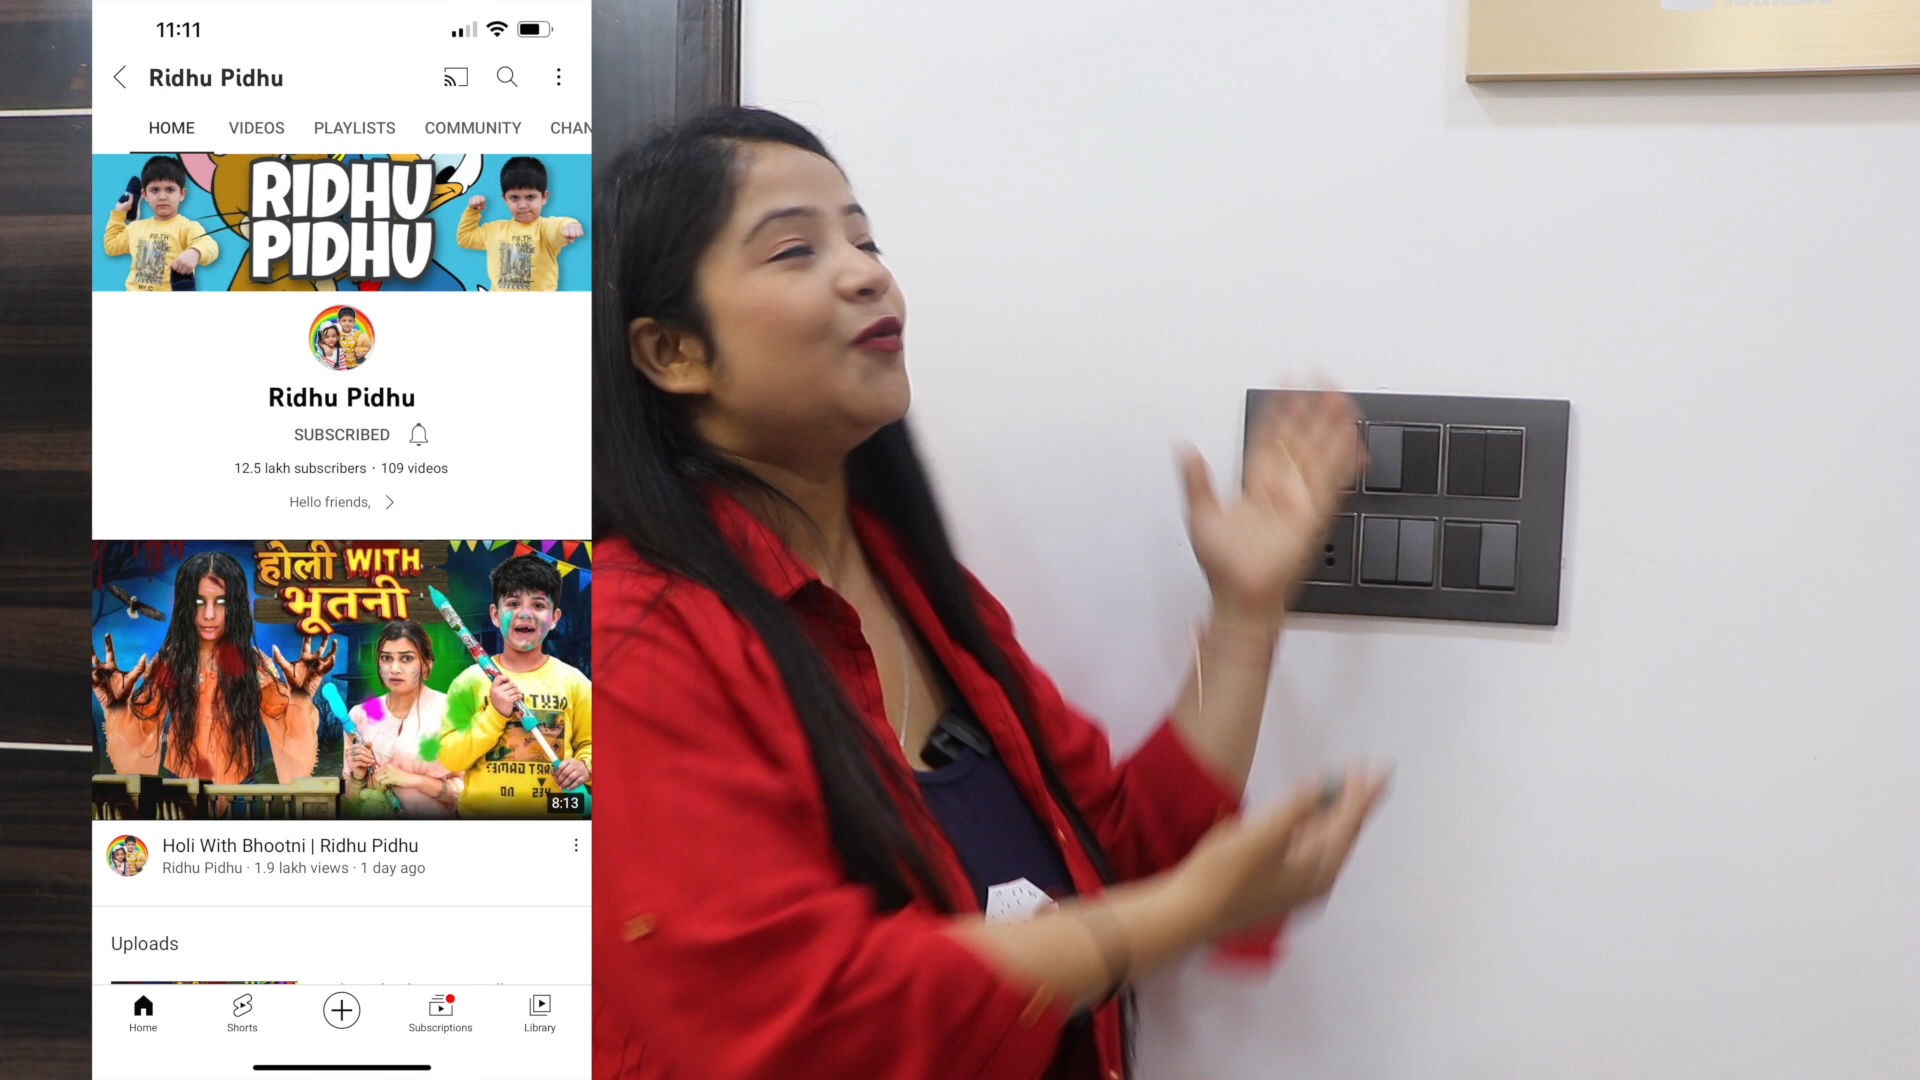 11:11
Ridhu Pidhu
HOME VIDEOS PLAYLISTS COMMUNITY CHAN
RIDHU
PIDHU
Ridhu Pidhu
SUBSCRIBED
12.5 lakh subscribers · 109 videos
Hello friends,
होली WITH
भूतनी
8:13
Holi With Bhootni | Ridhu Pidhu
Ridhu Pidhu · 1.9 lakh views · 1 day ago
Uploads
Home Shorts Subscriptions Library